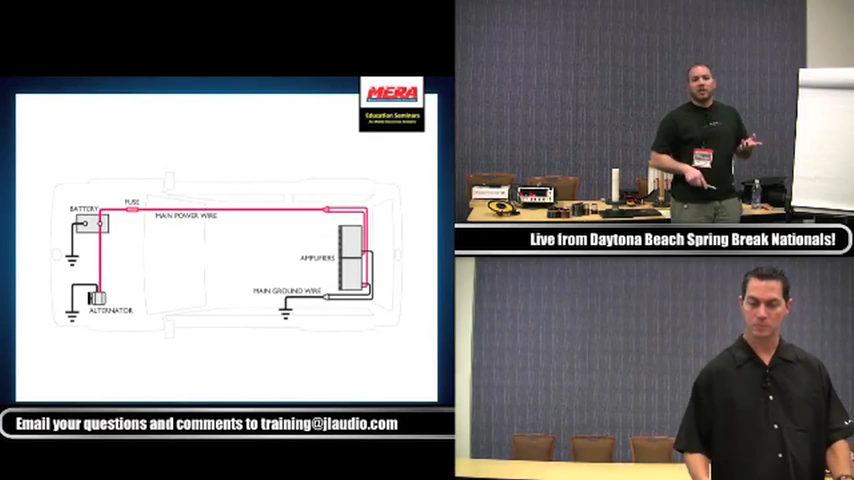 MERA
Education Seminars
BATTERY
FUSE
MAIN POWER WIRE
AMPLIFIERS
MAIN GROUND WIRE
ALTERNATOR
Email your questions and comments to training@jlaudio.com
Live from Daytona Beach Spring Break Nationals!